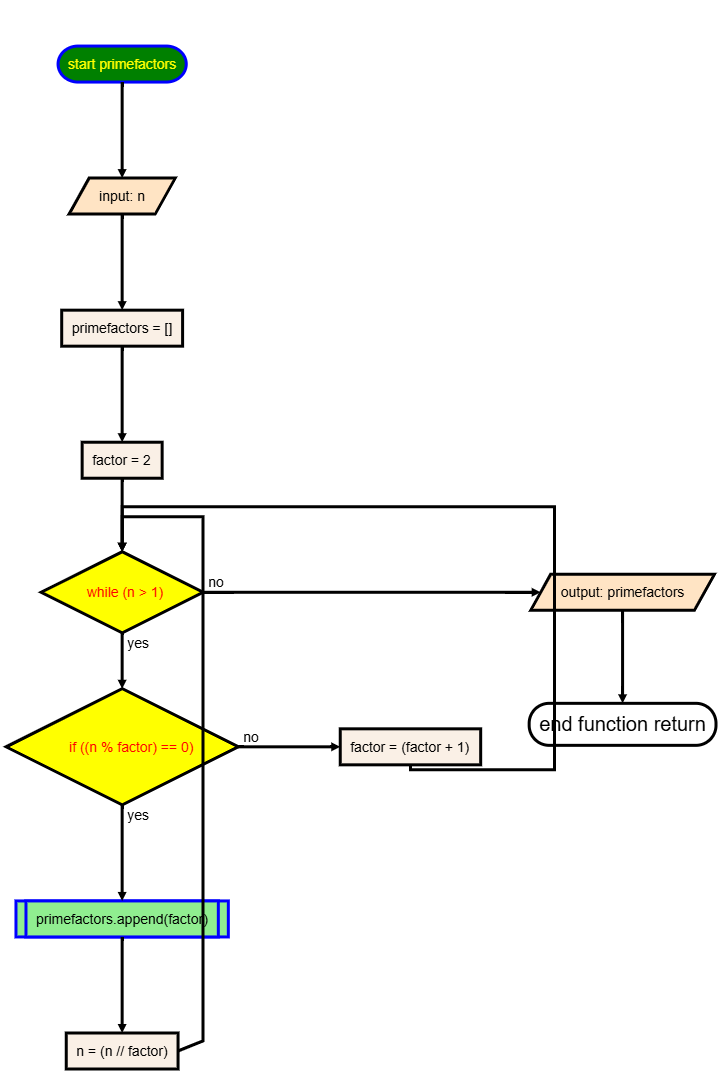 start primefactors
input: n
primefactors = []
factor = 2
while (n > 1)
no
output: primefactors
yes
end function return
if ((n % factor) == 0)
no
factor = (factor + 1)
yes
primefactors.append(factor)
n = (n // factor)